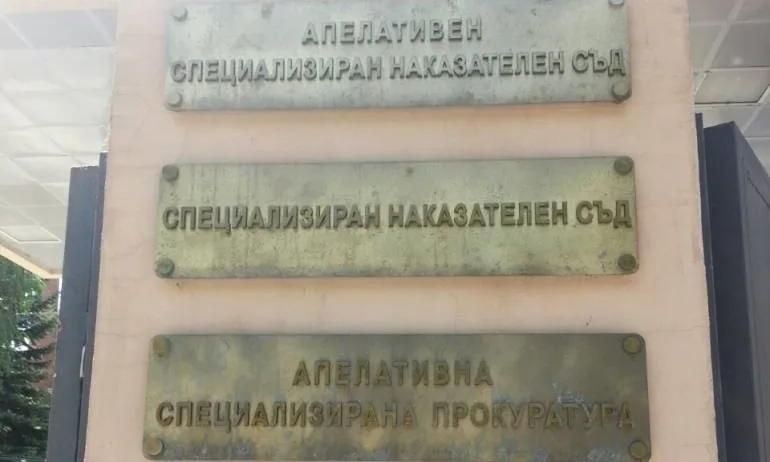 АПЕЛАТИВЕН
СПЕЦИАЛИЗИРАН НАКАЗАТЕЛЕН СЪД
СПЕЦИАЛИЗИРАН НАКАЗАТЕЛЕН СЪД
АПЕЛАТИВНА
СПЕЦИАЛИЗИРАНА ПРОКУРАТУРА